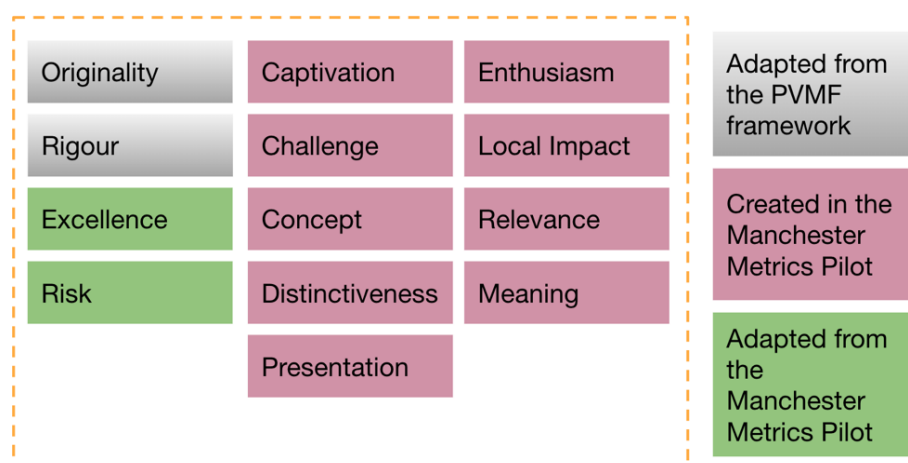 Originality
Rigour
Excellence
Risk
Captivation
Challenge
Concept
Distinctiveness
Presentation
Enthusiasm
Local Impact
Relevance
Meaning
Adapted from
the PVMF
framework
Created in the
Manchester
Metrics Pilot
Adapted from
the
Manchester
Metrics Pilot